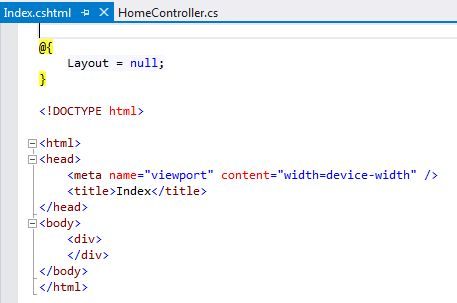 Index.cshtml HomeController.cs
@{
    Layout = null;
}
<!DOCTYPE html>
<html>
<head>
    <meta name="viewport" content="width=device-width" />
    <title>Index</title>
</head>
<body>
    <div>
    </div>
</body>
</html>